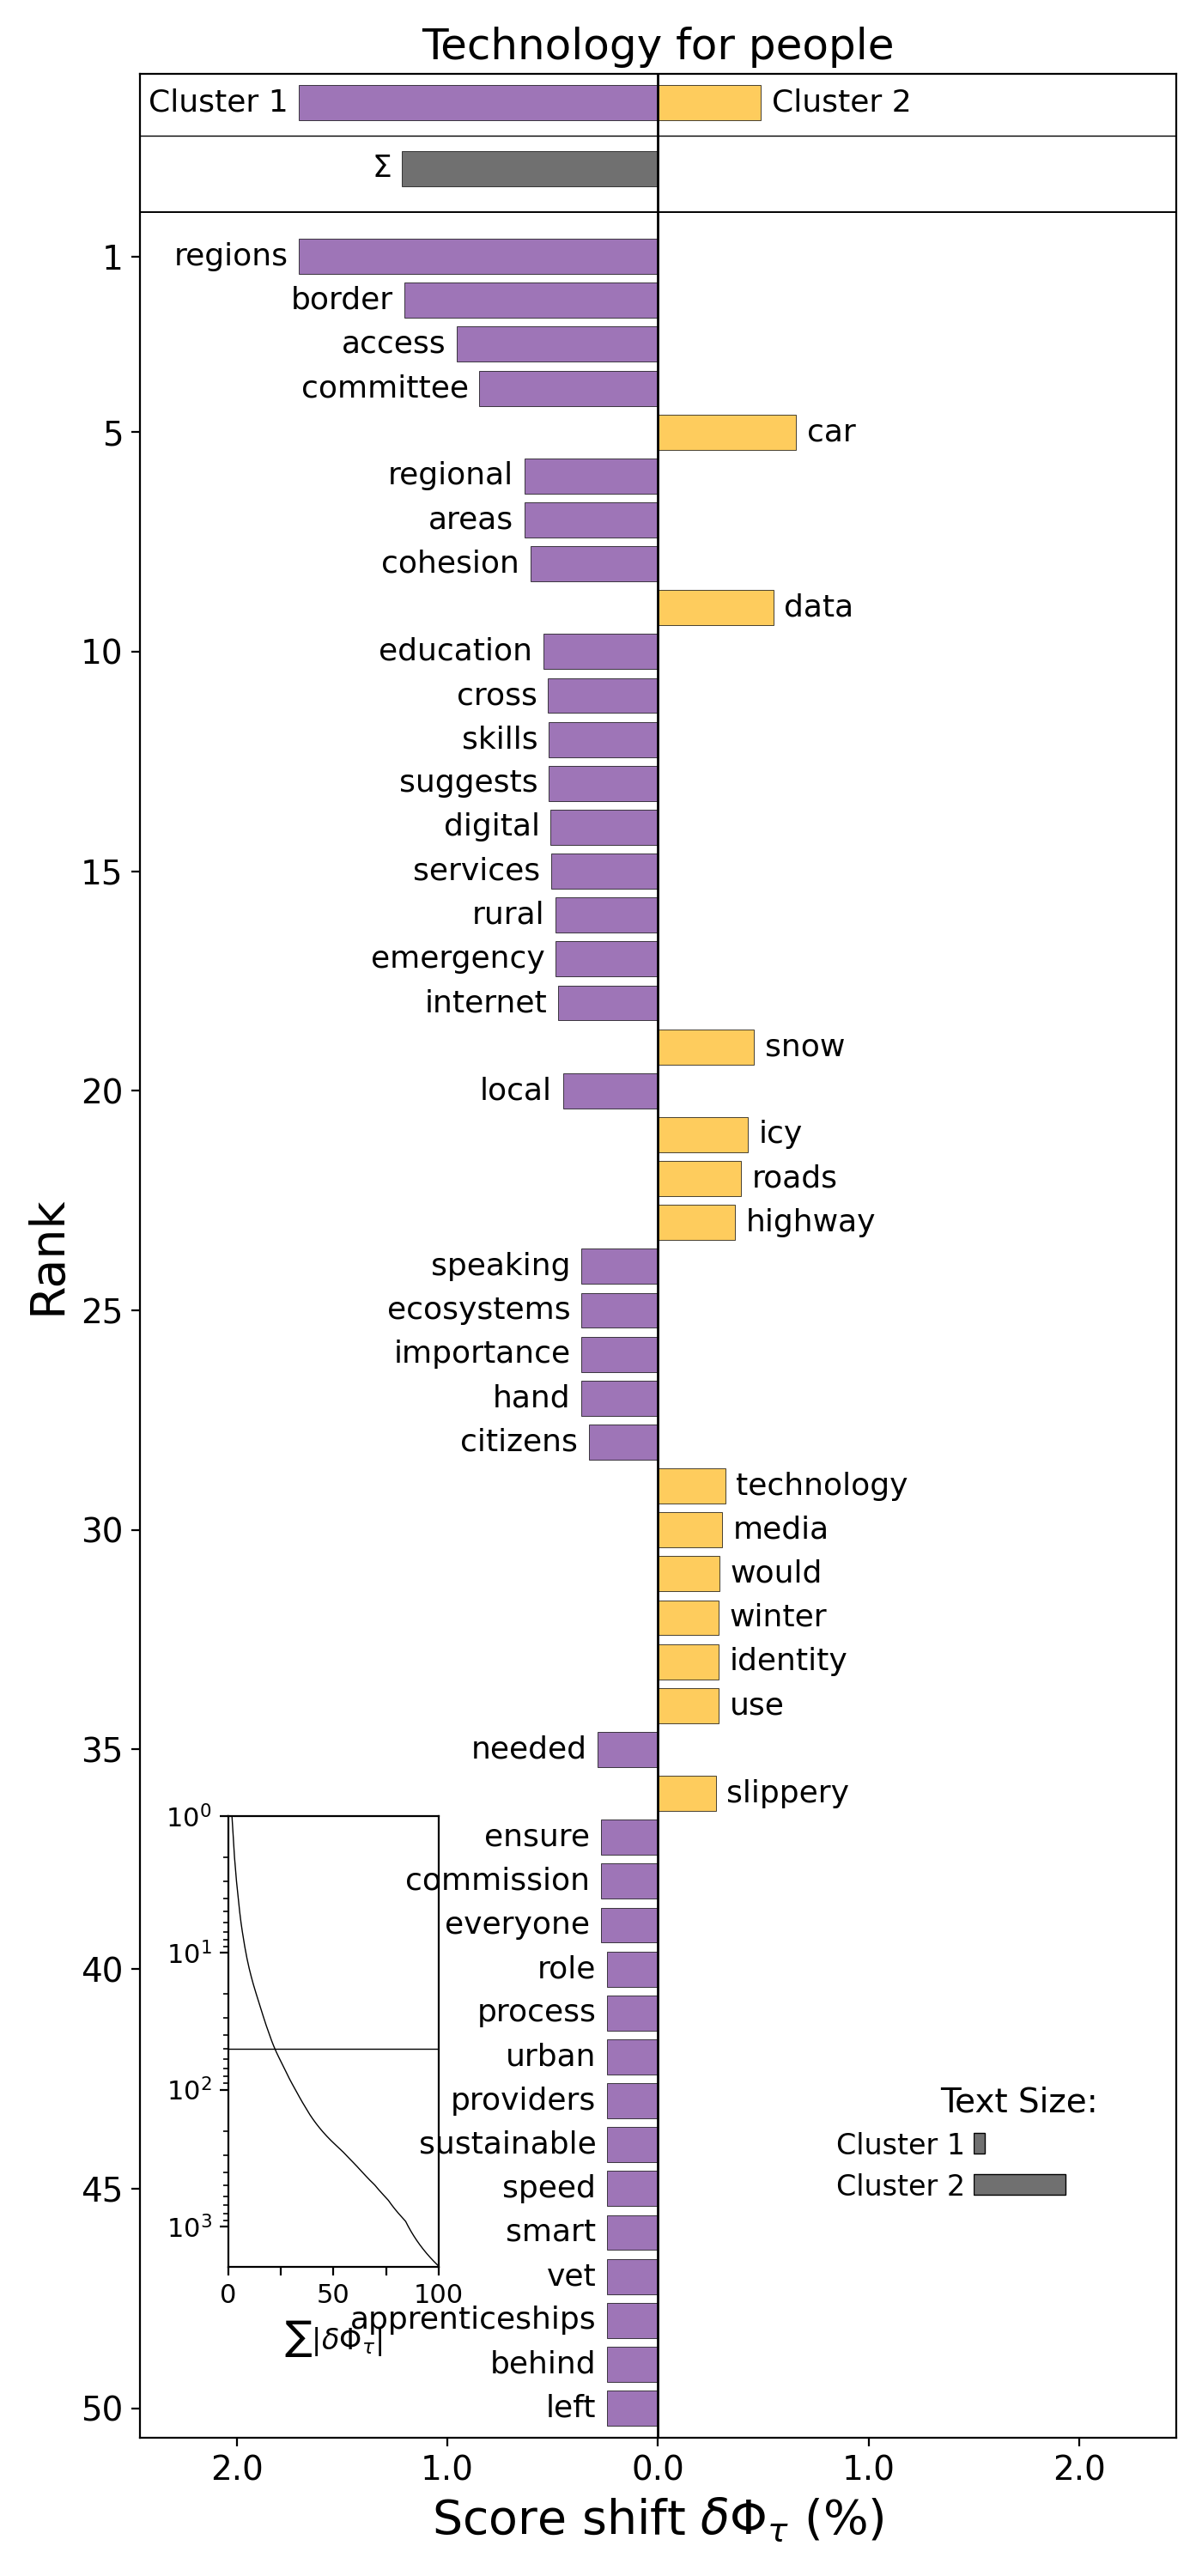 Technology for people
Cluster 1 Cluster 2
Σ
1 regions
border
access
committee
5 car
regional
areas
cohesion
data
10 education
cross
skills
suggests
digital
15 services
rural
emergency
internet
snow
20 local
icy
roads
highway
speaking
25 ecosystems
importance
hand
citizens
technology
30 media
would
winter
identity
use
35 needed
slippery
ensure
commission
everyone
40 role
process
urban
providers
sustainable
45 speed
smart
vet
apprenticeships
behind
50 left
Rank
10⁰
10¹
10²
10³
0 50 100
∑|δΦ_τ|
Text Size:
Cluster 1
Cluster 2
2.0 1.0 0.0 1.0 2.0
Score shift δΦ_τ (%)